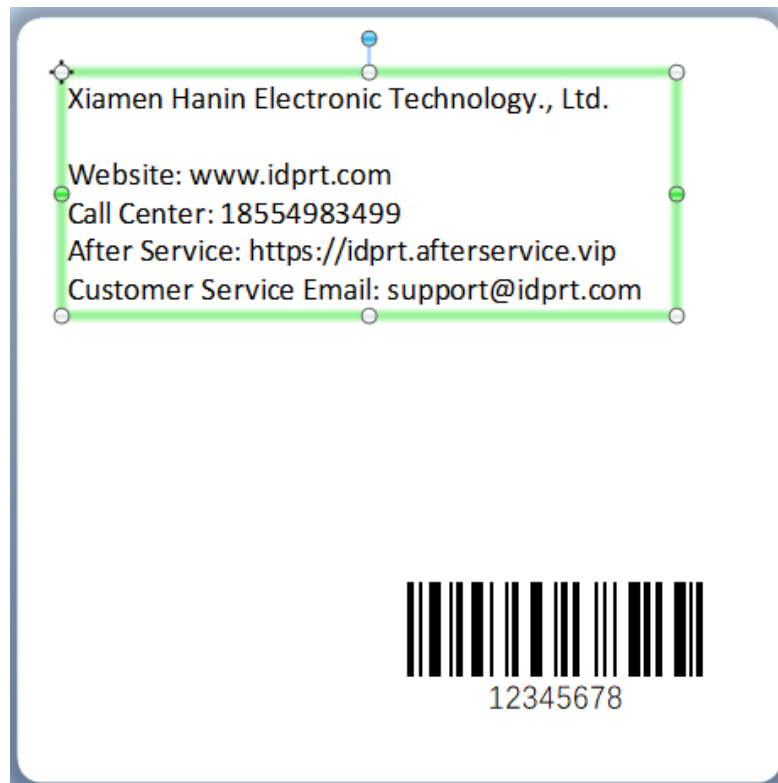 Xiamen Hanin Electronic Technology., Ltd.
Website: www.idprt.com
Call Center: 18554983499
After Service: https://idprt.afterservice.vip
Customer Service Email: support@idprt.com
12345678